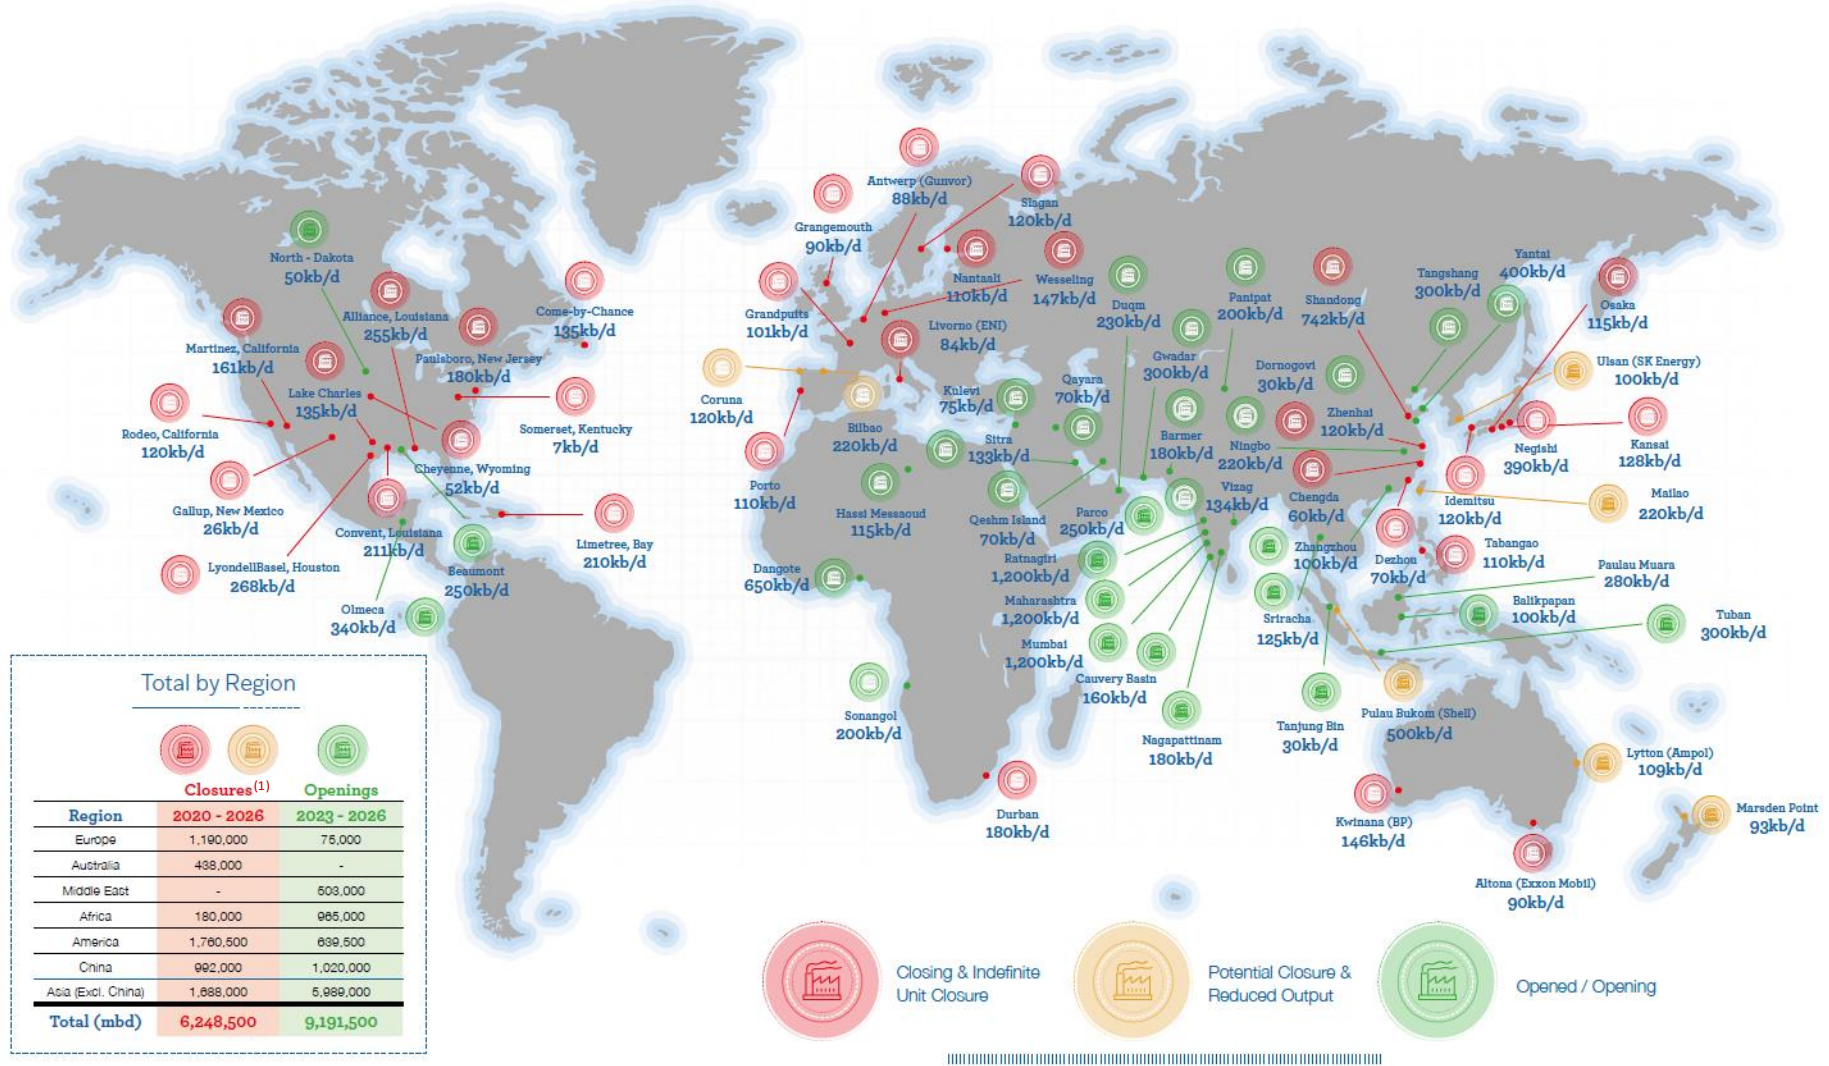 North - Dakota
50kb/d
Alliance, Louisiana
255kb/d
Martinez, California
161kb/d
Paulsboro, New Jersey
180kb/d
Come-by-Chance
135kb/d
Lake Charles
135kb/d
Rodeo, California
120kb/d
Somerset, Kentucky
7kb/d
Cheyenne, Wyoming
52kb/d
Gallup, New Mexico
26kb/d
Convent, Louisiana
211kb/d
Limetree, Bay
210kb/d
LyondellBasel, Houston
268kb/d
Beaumont
250kb/d
Olmeca
340kb/d
Antwerp (Gunvor)
88kb/d
Slagan
120kb/d
Grangemouth
90kb/d
Nantaali
110kb/d
Wesseling
147kb/d
Grandpuits
101kb/d
Livorno (ENI)
84kb/d
Coruna
120kb/d
Bilbao
220kb/d
Porto
110kb/d
Kulevi
75kb/d
Qayara
70kb/d
Sitra
133kb/d
Hassi Messaoud
115kb/d
Qeshm Island
70kb/d
Dangote
650kb/d
Sonangol
200kb/d
Durban
180kb/d
Duqm
230kb/d
Panipat
200kb/d
Gwadar
300kb/d
Barmer
180kb/d
Parco
250kb/d
Vizag
134kb/d
Ratnagiri
1,200kb/d
Maharashtra
1,200kb/d
Mumbai
1,200kb/d
Cauvery Basin
160kb/d
Nagapattinam
180kb/d
Shandong
742kb/d
Tangshang
300kb/d
Yantai
400kb/d
Osaka
115kb/d
Dornogovi
30kb/d
Ulsan (SK Energy)
100kb/d
Zhenhai
120kb/d
Ningbo
220kb/d
Negishi
390kb/d
Kansai
128kb/d
Chengda
60kb/d
Idemitsu
120kb/d
Mailao
220kb/d
Zhangzhou
100kb/d
Dezhou
70kb/d
Tabangao
110kb/d
Paulau Muara
280kb/d
Sriracha
125kb/d
Balikpapan
100kb/d
Tuban
300kb/d
Tanjung Bin
30kb/d
Pulau Bukom (Shell)
500kb/d
Lytton (Ampol)
109kb/d
Kwinana (BP)
146kb/d
Marsden Point
93kb/d
Altona (Exxon Mobil)
90kb/d
Total by Region
Closures(1) Openings
Region 2020 - 2026 2023 - 2026
Europe 1,190,000 75,000
Australia 438,000 -
Middle East - 503,000
Africa 180,000 965,000
America 1,760,500 639,500
China 992,000 1,020,000
Asia (Excl. China) 1,688,000 5,989,000
Total (mbd) 6,248,500 9,191,500
Closing & Indefinite
Unit Closure
Potential Closure &
Reduced Output
Opened / Opening